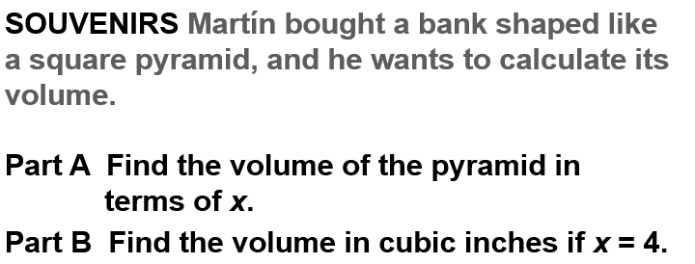 SOUVENIRS Martín bought a bank shaped like
a square pyramid, and he wants to calculate its
volume.
Part A Find the volume of the pyramid in
terms of x.
Part B Find the volume in cubic inches if x = 4.